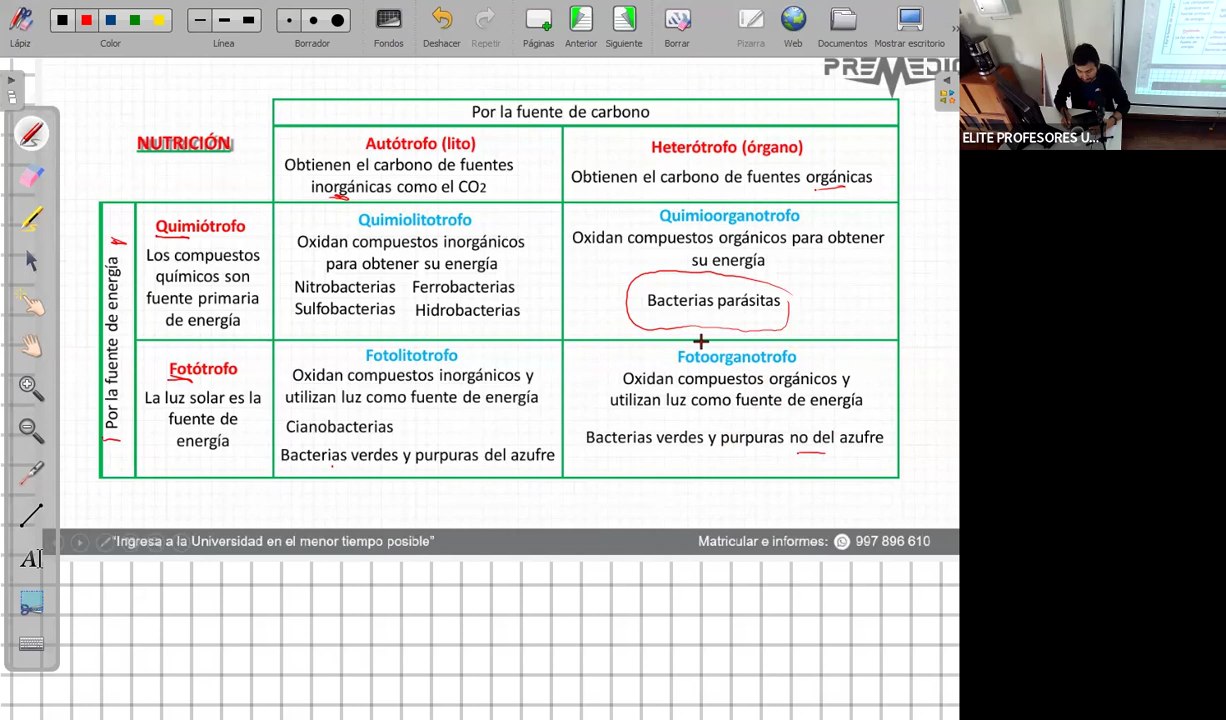 Lápiz
Color
Línea
Borrador
Fondos
Deshacer
Repetir
Páginas
Anterior
Siguiente
Borrar
Pizarra
Web
Documentos
Mostrar escritorio
PREMEDIC
ELITE PROFESORES U...
NUTRICIÓN
Por la fuente de carbono
Autótrofo (lito)
Obtienen el carbono de fuentes
inorgánicas como el CO2
Heterótrofo (órgano)
Obtienen el carbono de fuentes orgánicas
Por la fuente de energía
Quimiótrofo
Los compuestos
químicos son
fuente primaria
de energía
Quimiolitotrofo
Oxidan compuestos inorgánicos
para obtener su energía
Nitrobacterias Ferrobacterias
Sulfobacterias Hidrobacterias
Quimioorganotrofo
Oxidan compuestos orgánicos para obtener
su energía
Bacterias parásitas
Fotótrofo
La luz solar es la
fuente de
energía
Fotolitotrofo
Oxidan compuestos inorgánicos y
utilizan luz como fuente de energía
Cianobacterias
Bacterias verdes y purpuras del azufre
Fotoorganotrofo
Oxidan compuestos orgánicos y
utilizan luz como fuente de energía
Bacterias verdes y purpuras no del azufre
"Ingresa a la Universidad en el menor tiempo posible"
Matricular e informes: 997 896 610